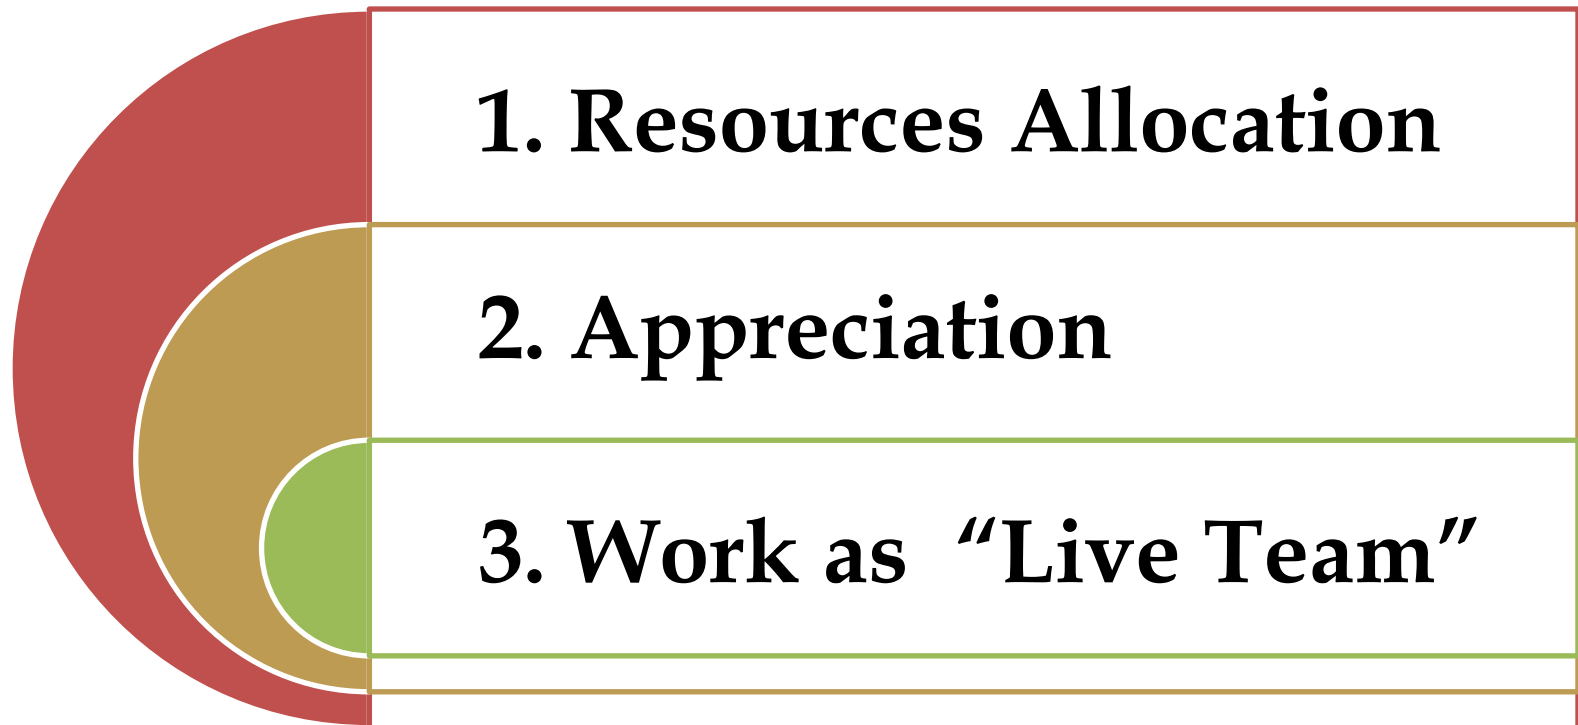 1. Resources Allocation
2. Appreciation
3. Work as  “Live Team”